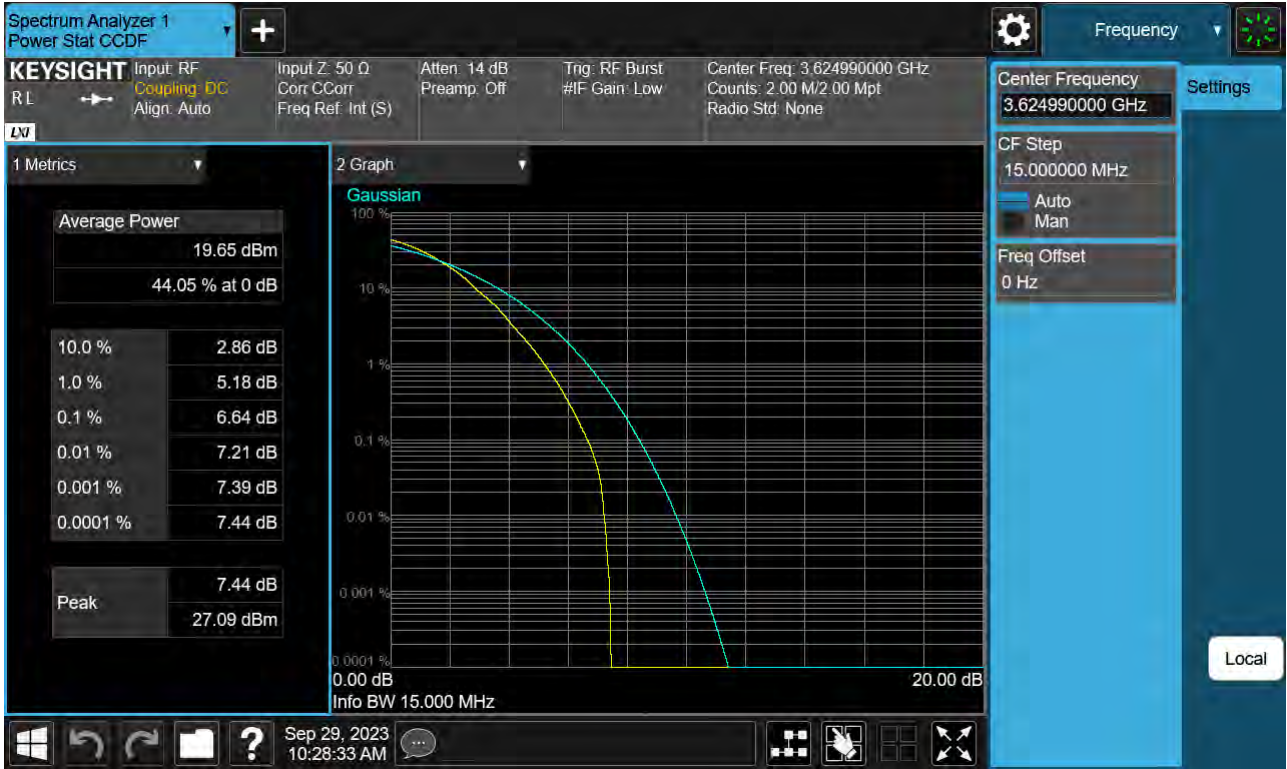 Spectrum Analyzer 1
Power Stat CCDF
Frequency
KEYSIGHT
R L
LXI
Input: RF
Coupling: DC
Align: Auto
Input Z: 50 Ω
Corr CCorr
Freq Ref: Int (S)
Atten: 14 dB
Preamp: Off
Trig: RF Burst
#IF Gain: Low
Center Freq: 3.624990000 GHz
Counts: 2.00 M/2.00 Mpt
Radio Std: None
Center Frequency
3.624990000 GHz
Settings
CF Step
15.000000 MHz
Auto
Man
Freq Offset
0 Hz
Local
1 Metrics
Average Power
19.65 dBm
44.05 % at 0 dB
10.0 % 2.86 dB
1.0 % 5.18 dB
0.1 % 6.64 dB
0.01 % 7.21 dB
0.001 % 7.39 dB
0.0001 % 7.44 dB
Peak
7.44 dB
27.09 dBm
2 Graph
Gaussian
100 %
10 %
1 %
0.1 %
0.01 %
0.001 %
0.0001 %
0.00 dB 20.00 dB
Info BW 15.000 MHz
?
Sep 29, 2023
10:28:33 AM